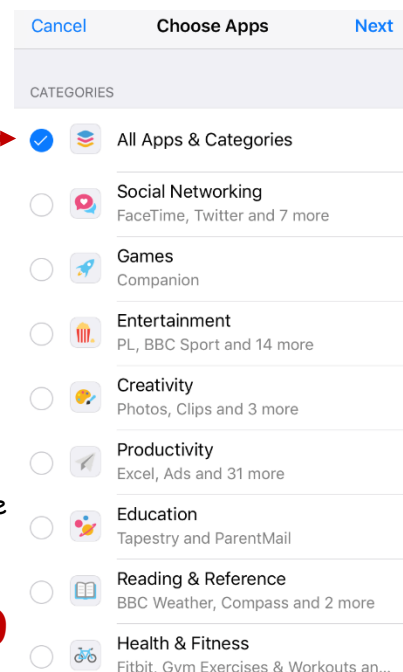 Cancel Choose Apps Next
CATEGORIES
All Apps & Categories
Social Networking
FaceTime, Twitter and 7 more
Games
Companion
Entertainment
PL, BBC Sport and 14 more
Creativity
Photos, Clips and 3 more
Productivity
Excel, Ads and 31 more
e
Education
Tapestry and ParentMail
Reading & Reference
BBC Weather, Compass and 2 more
Health & Fitness
Fitbit, Gym Exercises & Workouts an...